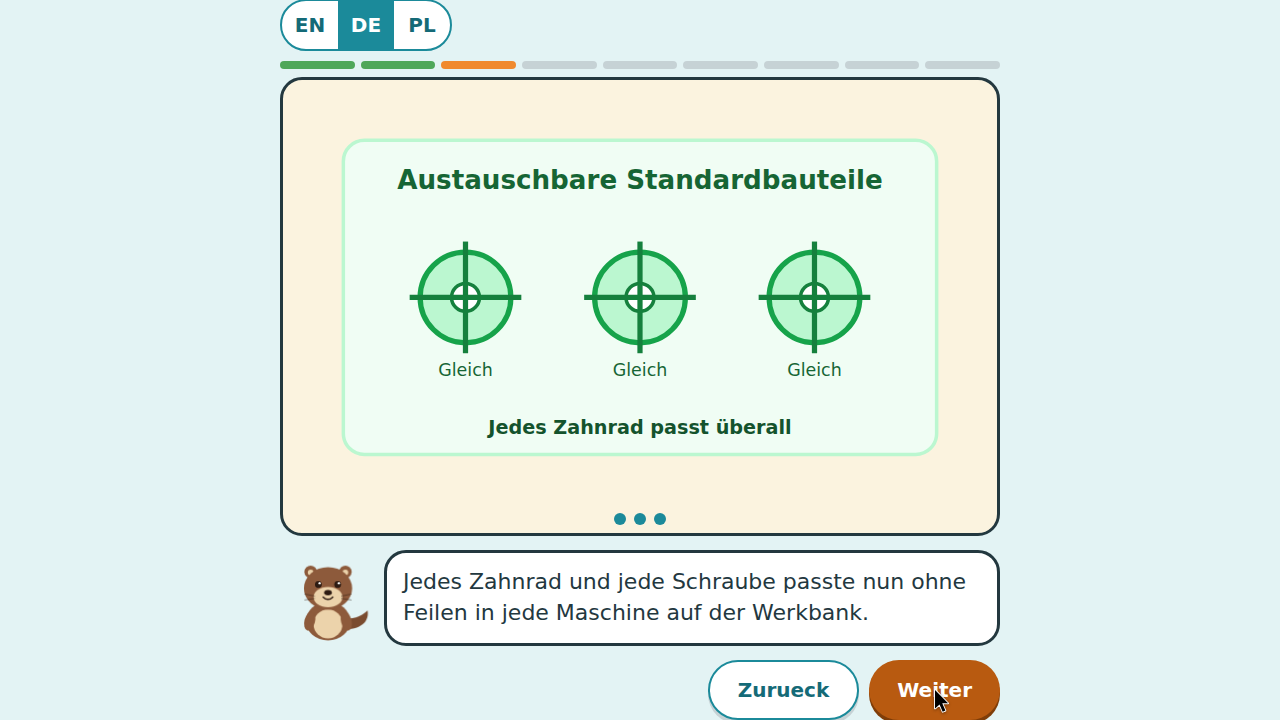 EN DE PL
Austauschbare Standardbauteile
Gleich Gleich Gleich
Jedes Zahnrad passt überall
Jedes Zahnrad und jede Schraube passte nun ohne
Feilen in jede Maschine auf der Werkbank.
Zurueck Weiter